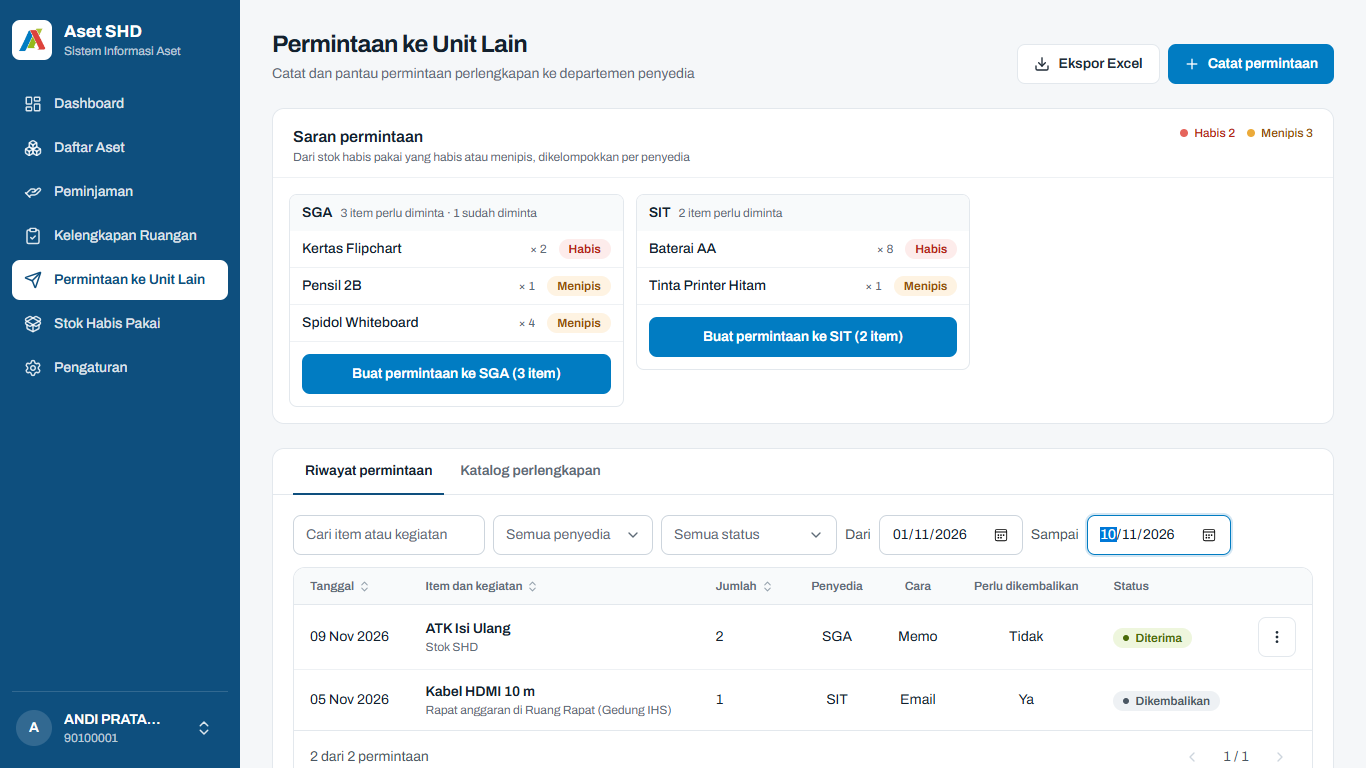 Aset SHD
Sistem Informasi Aset
Dashboard
Daftar Aset
Peminjaman
Kelengkapan Ruangan
Permintaan ke Unit Lain
Stok Habis Pakai
Pengaturan
A
ANDI PRATA...
90100001
Permintaan ke Unit Lain
Catat dan pantau permintaan perlengkapan ke departemen penyedia
Ekspor Excel
Catat permintaan
Saran permintaan
Dari stok habis pakai yang habis atau menipis, dikelompokkan per penyedia
Habis 2 Menipis 3
SGA 3 item perlu diminta · 1 sudah diminta
Kertas Flipchart × 2 Habis
Pensil 2B × 1 Menipis
Spidol Whiteboard × 4 Menipis
Buat permintaan ke SGA (3 item)
SIT 2 item perlu diminta
Baterai AA × 8 Habis
Tinta Printer Hitam × 1 Menipis
Buat permintaan ke SIT (2 item)
Riwayat permintaan Katalog perlengkapan
Cari item atau kegiatan Semua penyedia Semua status Dari 01/11/2026 Sampai 10/11/2026
Tanggal Item dan kegiatan Jumlah Penyedia Cara Perlu dikembalikan Status
09 Nov 2026 ATK Isi Ulang 2 SGA Memo Tidak Diterima
Stok SHD
05 Nov 2026 Kabel HDMI 10 m 1 SIT Email Ya Dikembalikan
Rapat anggaran di Ruang Rapat (Gedung IHS)
2 dari 2 permintaan 1 / 1